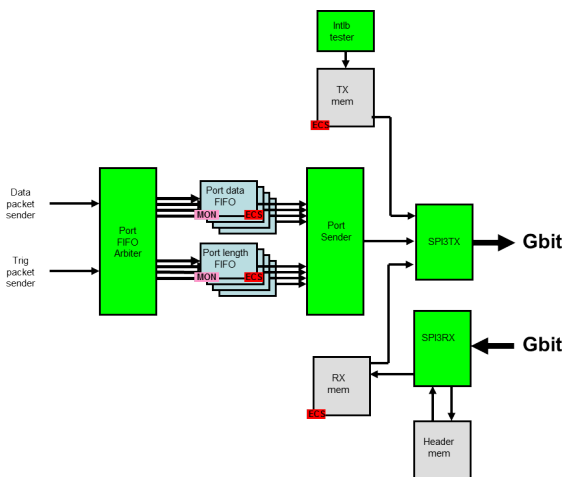 Intlb
tester
TX
mem
ECS
Data
packet
sender
Trig
packet
sender
Port
FIFO
Arbiter
Port data
FIFO
MON
ECS
Port length
FIFO
MON
ECS
Port
Sender
SPI3TX
Gbit
SPI3RX
Gbit
RX
mem
ECS
Header
mem